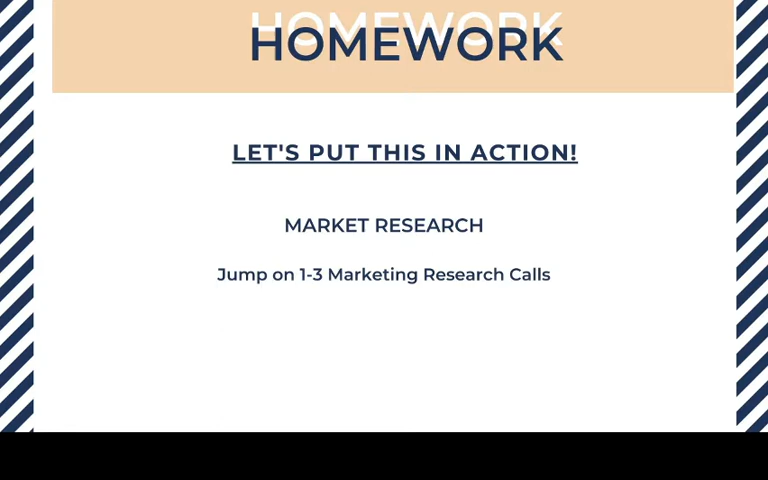 HOMEWORK
LET'S PUT THIS IN ACTION!
MARKET RESEARCH
Jump on 1-3 Marketing Research Calls